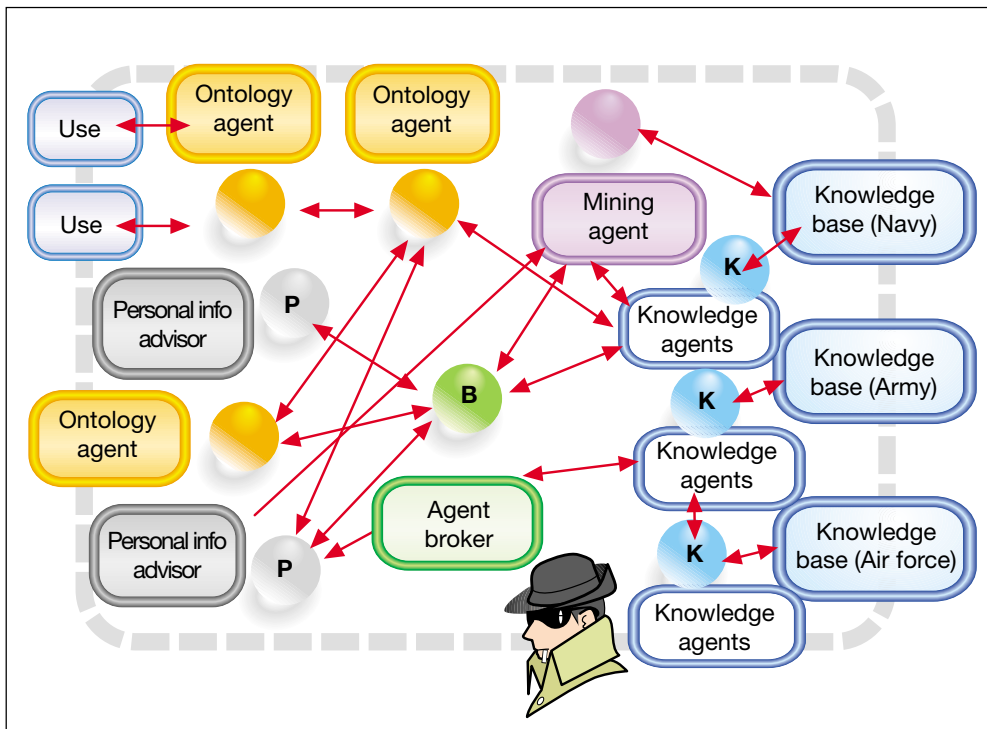 Use
Ontology
agent
Ontology
agent
Use
Mining
agent
Knowledge
base (Navy)
K
Personal info
advisor
P
Knowledge
agents
Knowledge
base (Army)
B
K
Ontology
agent
Knowledge
agents
Personal info
advisor
P
Agent
broker
K
Knowledge
base (Air force)
Knowledge
agents